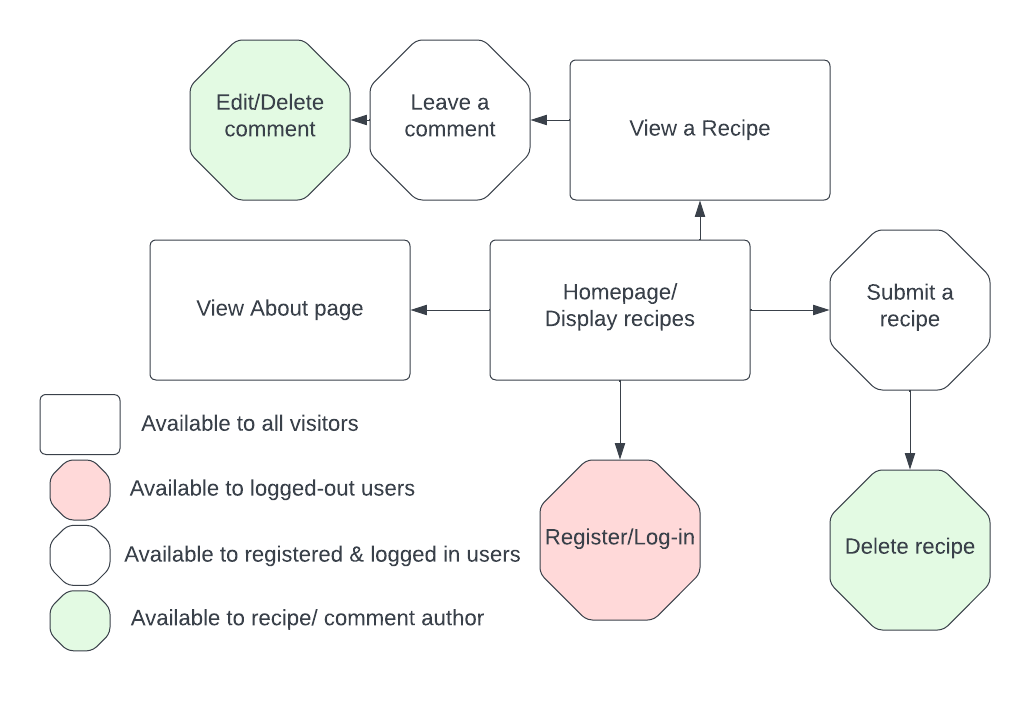 Edit/Delete
comment
Leave a
comment
View a Recipe
View About page
Homepage/
Display recipes
Submit a
recipe
Available to all visitors
Available to logged-out users
Available to registered & logged in users
Available to recipe/ comment author
Register/Log-in
Delete recipe